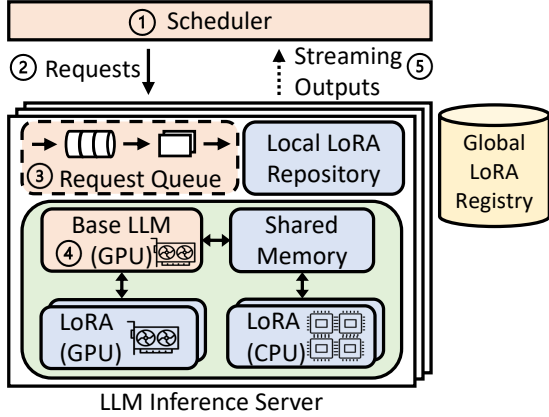 ① Scheduler
② Requests
Streaming ⑤
Outputs
③ Request Queue
Local LoRA
Repository
Global
LoRA
Registry
Base LLM
④ (GPU)
Shared
Memory
LoRA
(GPU)
LoRA
(CPU)
LLM Inference Server